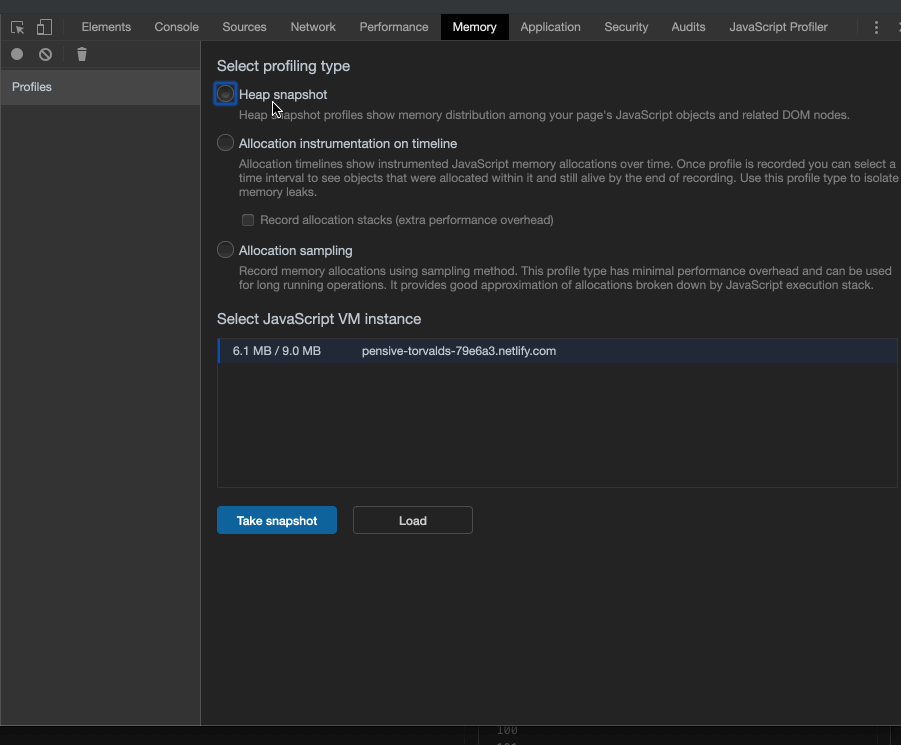 Elements Console Sources Network Performance Memory Application Security Audits JavaScript Profiler
Profiles
Select profiling type
Heap snapshot
Heap snapshot profiles show memory distribution among your page's JavaScript objects and related DOM nodes.
Allocation instrumentation on timeline
Allocation timelines show instrumented JavaScript memory allocations over time. Once profile is recorded you can select a
time interval to see objects that were allocated within it and still alive by the end of recording. Use this profile type to isolate
memory leaks.
Record allocation stacks (extra performance overhead)
Allocation sampling
Record memory allocations using sampling method. This profile type has minimal performance overhead and can be used
for long running operations. It provides good approximation of allocations broken down by JavaScript execution stack.
Select JavaScript VM instance
6.1 MB / 9.0 MB pensive-torvalds-79e6a3.netlify.com
Take snapshot Load
100